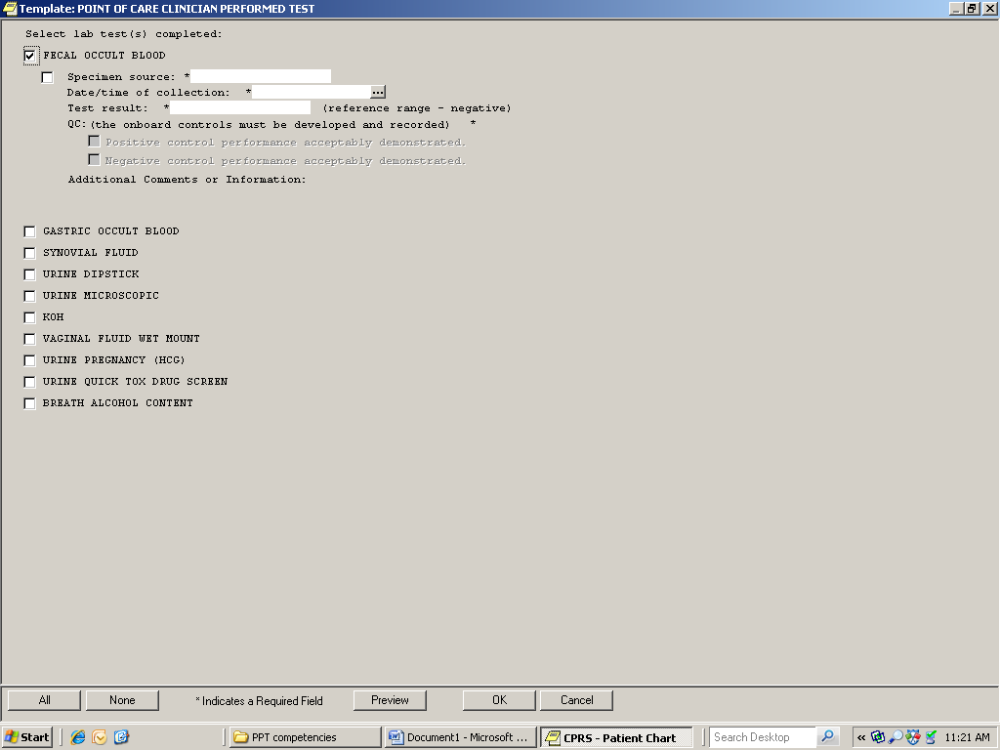 Template: POINT OF CARE CLINICIAN PERFORMED TEST
Select lab test(s) completed:
FECAL OCCULT BLOOD
Specimen source: *
Date/time of collection: * ...
Test result: * (reference range - negative)
QC: (the onboard controls must be developed and recorded) *
Positive control performance acceptably demonstrated.
Negative control performance acceptably demonstrated.
Additional Comments or Information:
GASTRIC OCCULT BLOOD
SYNOVIAL FLUID
URINE DIPSTICK
URINE MICROSCOPIC
KOH
VAGINAL FLUID WET MOUNT
URINE PREGNANCY (HCG)
URINE QUICK TOX DRUG SCREEN
BREATH ALCOHOL CONTENT
All None * Indicates a Required Field Preview OK Cancel
Start PPT competencies Document1 - Microsoft ... CPRS - Patient Chart Search Desktop « 11:21 AM